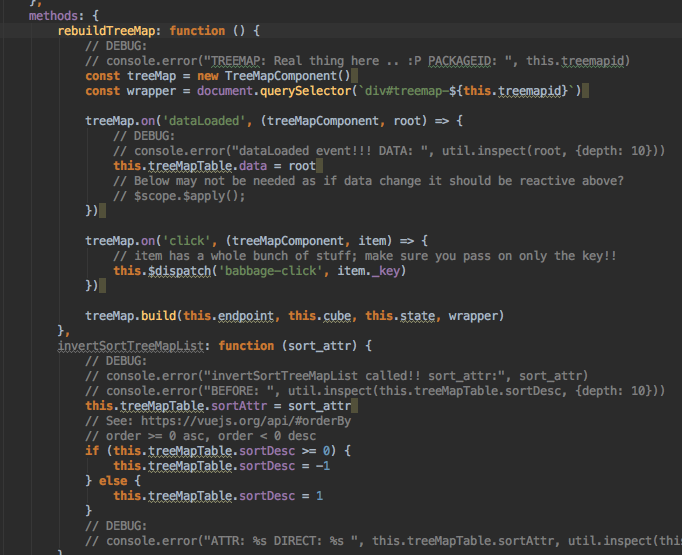 },
methods: {
rebuildTreeMap: function () {
// DEBUG:
// console.error("TREEMAP: Real thing here .. :P PACKAGEID: ", this.treemapid)
const treeMap = new TreeMapComponent()
const wrapper = document.querySelector(`div#treemap-${this.treemapid}`)
treeMap.on('dataLoaded', (treeMapComponent, root) => {
// DEBUG:
// console.error("dataLoaded event!!! DATA: ", util.inspect(root, {depth: 10}))
this.treeMapTable.data = root
// Below may not be needed as if data change it should be reactive above?
// $scope.$apply();
})
treeMap.on('click', (treeMapComponent, item) => {
// item has a whole bunch of stuff; make sure you pass on only the key!!
this.$dispatch('babbage-click', item._key)
})
treeMap.build(this.endpoint, this.cube, this.state, wrapper)
},
invertSortTreeMapList: function (sort_attr) {
// DEBUG:
// console.error("invertSortTreeMapList called!! sort_attr:", sort_attr)
// console.error("BEFORE: ", util.inspect(this.treeMapTable.sortDesc, {depth: 10}))
this.treeMapTable.sortAttr = sort_attr
// See: https://vuejs.org/api/#orderBy
// order >= 0 asc, order < 0 desc
if (this.treeMapTable.sortDesc >= 0) {
this.treeMapTable.sortDesc = -1
} else {
this.treeMapTable.sortDesc = 1
}
// DEBUG:
// console.error("ATTR: %s DIRECT: %s ", this.treeMapTable.sortAttr, util.inspect(this